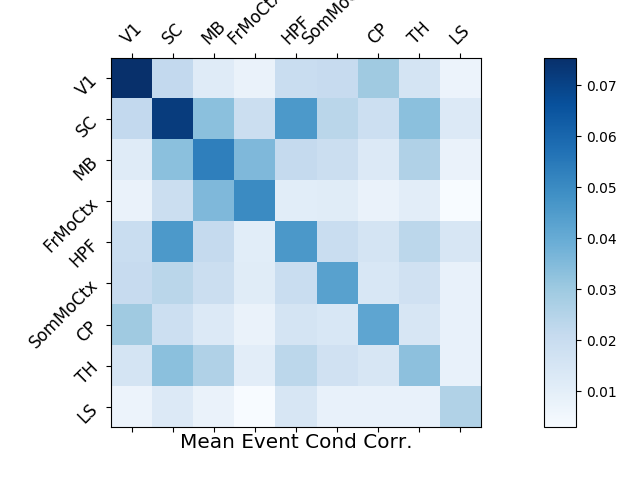 V1 SC MB FrMoCtx HPF CP TH LS
V1
SC
MB
FrMoCtx
HPF
SomMoCtx
CP
TH
LS
0.07
0.06
0.05
0.04
0.03
0.02
0.01
Mean Event Cond Corr.